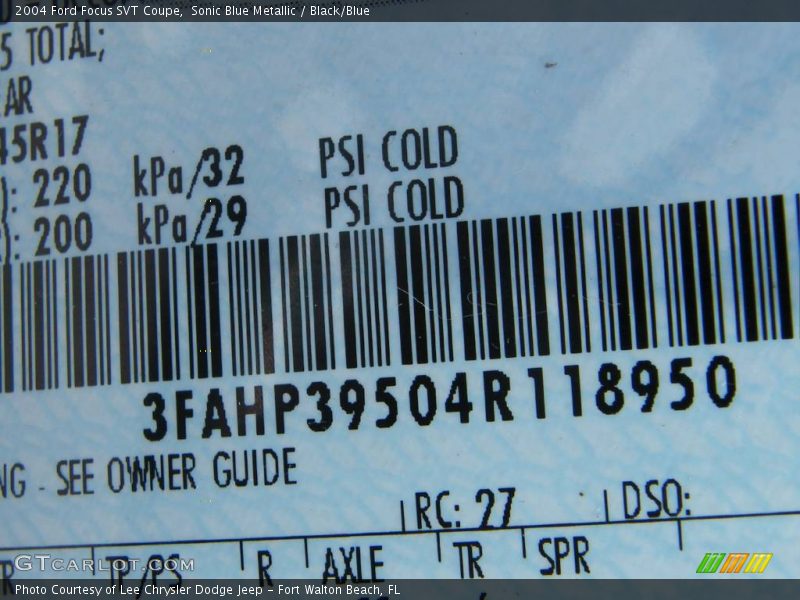 2004 Ford Focus SVT Coupe, Sonic Blue Metallic / Black/Blue
5 TOTAL;
AR
45R17
: 220 kPa/32 PSI COLD
: 200 kPa/29 PSI COLD
3FAHP39504R118950
NG - SEE OWNER GUIDE
RC: 27 DSO:
R TP/PS R AXLE TR SPR
GTCarlot.com
Photo Courtesy of Lee Chrysler Dodge Jeep – Fort Walton Beach, FL